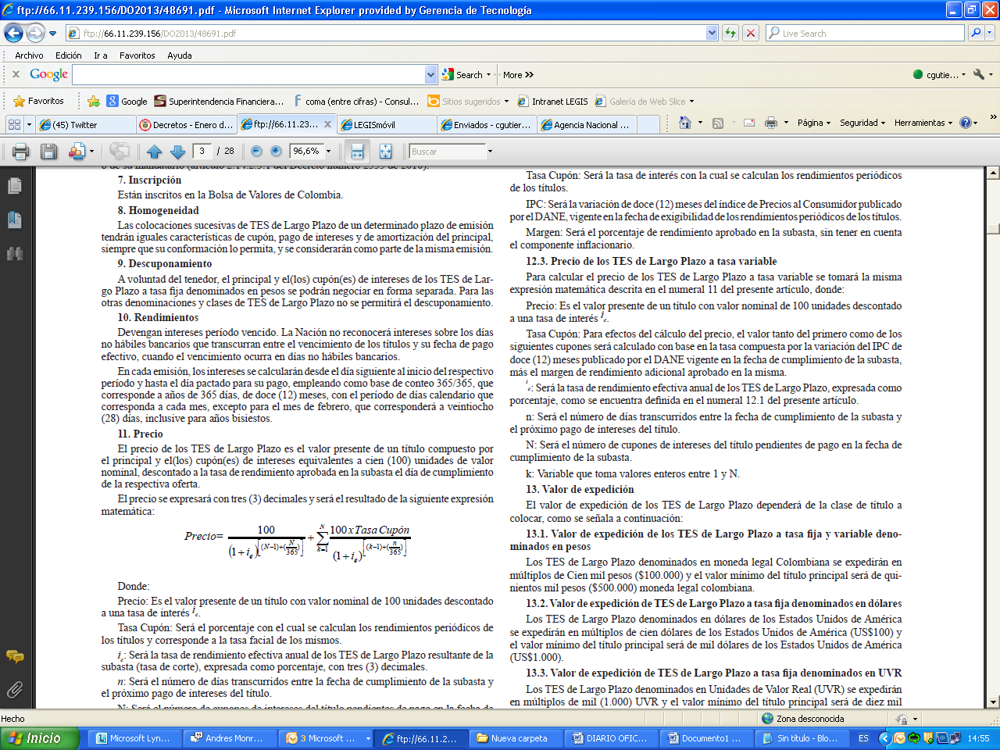 ftp://66.11.239.156/DO2013/48691.pdf - Microsoft Internet Explorer provided by Gerencia de Tecnología
ftp://66.11.239.156/DO2013/48691.pdf
Live Search
Archivo Edición Ir a Favoritos Ayuda
x Google Search More »
cgutie...
Favoritos Google Superintendencia Financiera... coma (entre cifras) - Consul... Sitios sugeridos Intranet LEGIS Galería de Web Slice
(45) Twitter Decretos - Enero d... ftp://66.11.23... LEGISmóvil Enviados - cgutier... Agencia Nacional ... Página Seguridad Herramientas
3 / 28 96,6% Buscar
o de su mandatario (artículo 2.14.2.3.1 del Decreto número 2555 de 2010).
7. Inscripción
Están inscritos en la Bolsa de Valores de Colombia.
8. Homogeneidad
Las colocaciones sucesivas de TES de Largo Plazo de un determinado plazo de emisión
tendrán iguales características de cupón, pago de intereses y de amortización del principal,
siempre que su conformación lo permita, y se considerarán como parte de la misma emisión.
9. Descuponamiento
A voluntad del tenedor, el principal y el(los) cupón(es) de intereses de los TES de Lar-
go Plazo a tasa fija denominados en pesos se podrán negociar en forma separada. Para las
otras denominaciones y clases de TES de Largo Plazo no se permitirá el descuponamiento.
10. Rendimientos
Devengan intereses período vencido. La Nación no reconocerá intereses sobre los días
no hábiles bancarios que transcurran entre el vencimiento de los títulos y su fecha de pago
efectivo, cuando el vencimiento ocurra en días no hábiles bancarios.
En cada emisión, los intereses se calcularán desde el día siguiente al inicio del respectivo
período y hasta el día pactado para su pago, empleando como base de conteo 365/365, que
corresponde a años de 365 días, de doce (12) meses, con el período de días calendario que
corresponda a cada mes, excepto para el mes de febrero, que corresponderá a veintiocho
(28) días, inclusive para años bisiestos.
11. Precio
El precio de los TES de Largo Plazo es el valor presente de un título compuesto por
el principal y el(los) cupón(es) de intereses equivalentes a cien (100) unidades de valor
nominal, descontado a la tasa de rendimiento aprobada en la subasta el día de cumplimiento
de la respectiva oferta.
El precio se expresará con tres (3) decimales y será el resultado de la siguiente expresión
matemática:
Precio= 100 / (1+i_e)^[(N-1)+(N/365)] + ∑_{k=1}^{N} 100 x Tasa Cupón / (1+i_e)^[(k-1)+(n/365)]
Donde:
Precio: Es el valor presente de un título con valor nominal de 100 unidades descontado
a una tasa de interés i_e.
Tasa Cupón: Será el porcentaje con el cual se calculan los rendimientos periódicos de
los títulos y corresponde a la tasa facial de los mismos.
i_e: Será la tasa de rendimiento efectiva anual de los TES de Largo Plazo resultante de la
subasta (tasa de corte), expresada como porcentaje, con tres (3) decimales.
n: Será el número de días transcurridos entre la fecha de cumplimiento de la subasta y
el próximo pago de intereses del título.
N: Será el número de cupones de intereses del título pendientes de pago en la fecha de
Tasa Cupón: Será la tasa de interés con la cual se calculan los rendimientos periódicos
de los títulos.
IPC: Será la variación de doce (12) meses del índice de Precios al Consumidor publicado
por el DANE, vigente en la fecha de exigibilidad de los rendimientos periódicos de los títulos.
Margen: Será el porcentaje de rendimiento aprobado en la subasta, sin tener en cuenta
el componente inflacionario.
12.3. Precio de los TES de Largo Plazo a tasa variable
Para calcular el precio de los TES de Largo Plazo a tasa variable se tomará la misma
expresión matemática descrita en el numeral 11 del presente artículo, donde:
Precio: Es el valor presente de un título con valor nominal de 100 unidades descontado
a una tasa de interés i_e.
Tasa Cupón: Para efectos del cálculo del precio, el valor tanto del primero como de los
siguientes cupones será calculado con base en la tasa compuesta por la variación del IPC de
doce (12) meses publicado por el DANE vigente en la fecha de cumplimiento de la subasta,
más el margen de rendimiento adicional aprobado en la misma.
i_e: Será la tasa de rendimiento efectiva anual de los TES de Largo Plazo, expresada como
porcentaje, como se encuentra definida en el numeral 12.1 del presente artículo.
n: Será el número de días transcurridos entre la fecha de cumplimiento de la subasta y
el próximo pago de intereses del título.
N: Será el número de cupones de intereses del título pendientes de pago en la fecha de
cumplimiento de la subasta.
k: Variable que toma valores enteros entre 1 y N.
13. Valor de expedición
El valor de expedición de los TES de Largo Plazo dependerá de la clase de título a
colocar, como se señala a continuación:
13.1. Valor de expedición de los TES de Largo Plazo a tasa fija y variable deno-
minados en pesos
Los TES de Largo Plazo denominados en moneda legal Colombiana se expedirán en
múltiplos de Cien mil pesos ($100.000) y el valor mínimo del título principal será de qui-
nientos mil pesos ($500.000) moneda legal colombiana.
13.2. Valor de expedición de TES de Largo Plazo a tasa fija denominados en dólares
Los TES de Largo Plazo denominados en dólares de los Estados Unidos de América
se expedirán en múltiplos de cien dólares de los Estados Unidos de América (US$100) y
el valor mínimo del título principal será de mil dólares de los Estados Unidos de América
(US$1.000).
13.3. Valor de expedición de TES de Largo Plazo a tasa fija denominados en UVR
Los TES de Largo Plazo denominados en Unidades de Valor Real (UVR) se expedirán
en múltiplos de mil (1.000) UVR y el valor mínimo del título principal será de diez mil
Hecho Zona desconocida
Inicio Microsoft Lyn... Andres Monr... 3 Microsoft ... ftp://66.11.2... Nueva carpeta DIARIO OFIC... Documento1 ... Sin título - Blo... ES 14:55